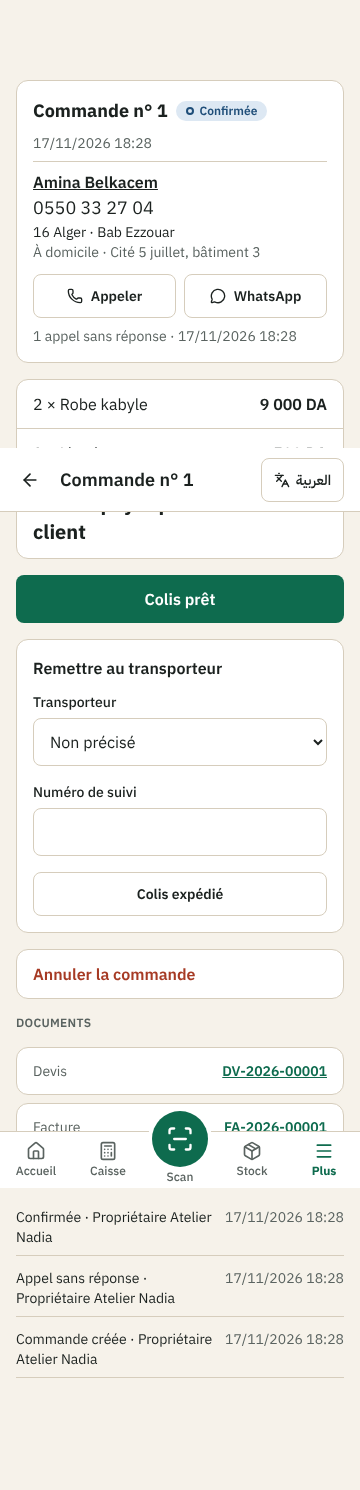 Commande n° 1
Confirmée
17/11/2026 18:28
Amina Belkacem
0550 33 27 04
16 Alger · Bab Ezzouar
À domicile · Cité 5 juillet, bâtiment 3
Appeler
WhatsApp
1 appel sans réponse · 17/11/2026 18:28
2 × Robe kabyle
9 000 DA
Commande n° 1
العربية
client
Colis prêt
Remettre au transporteur
Transporteur
Non précisé
Numéro de suivi
Colis expédié
Annuler la commande
DOCUMENTS
Devis
DV-2026-00001
Facture
FA-2026-00001
Accueil
Caisse
Scan
Stock
Plus
Confirmée · Propriétaire Atelier
Nadia
17/11/2026 18:28
Appel sans réponse ·
Propriétaire Atelier Nadia
17/11/2026 18:28
Commande créée · Propriétaire
Atelier Nadia
17/11/2026 18:28